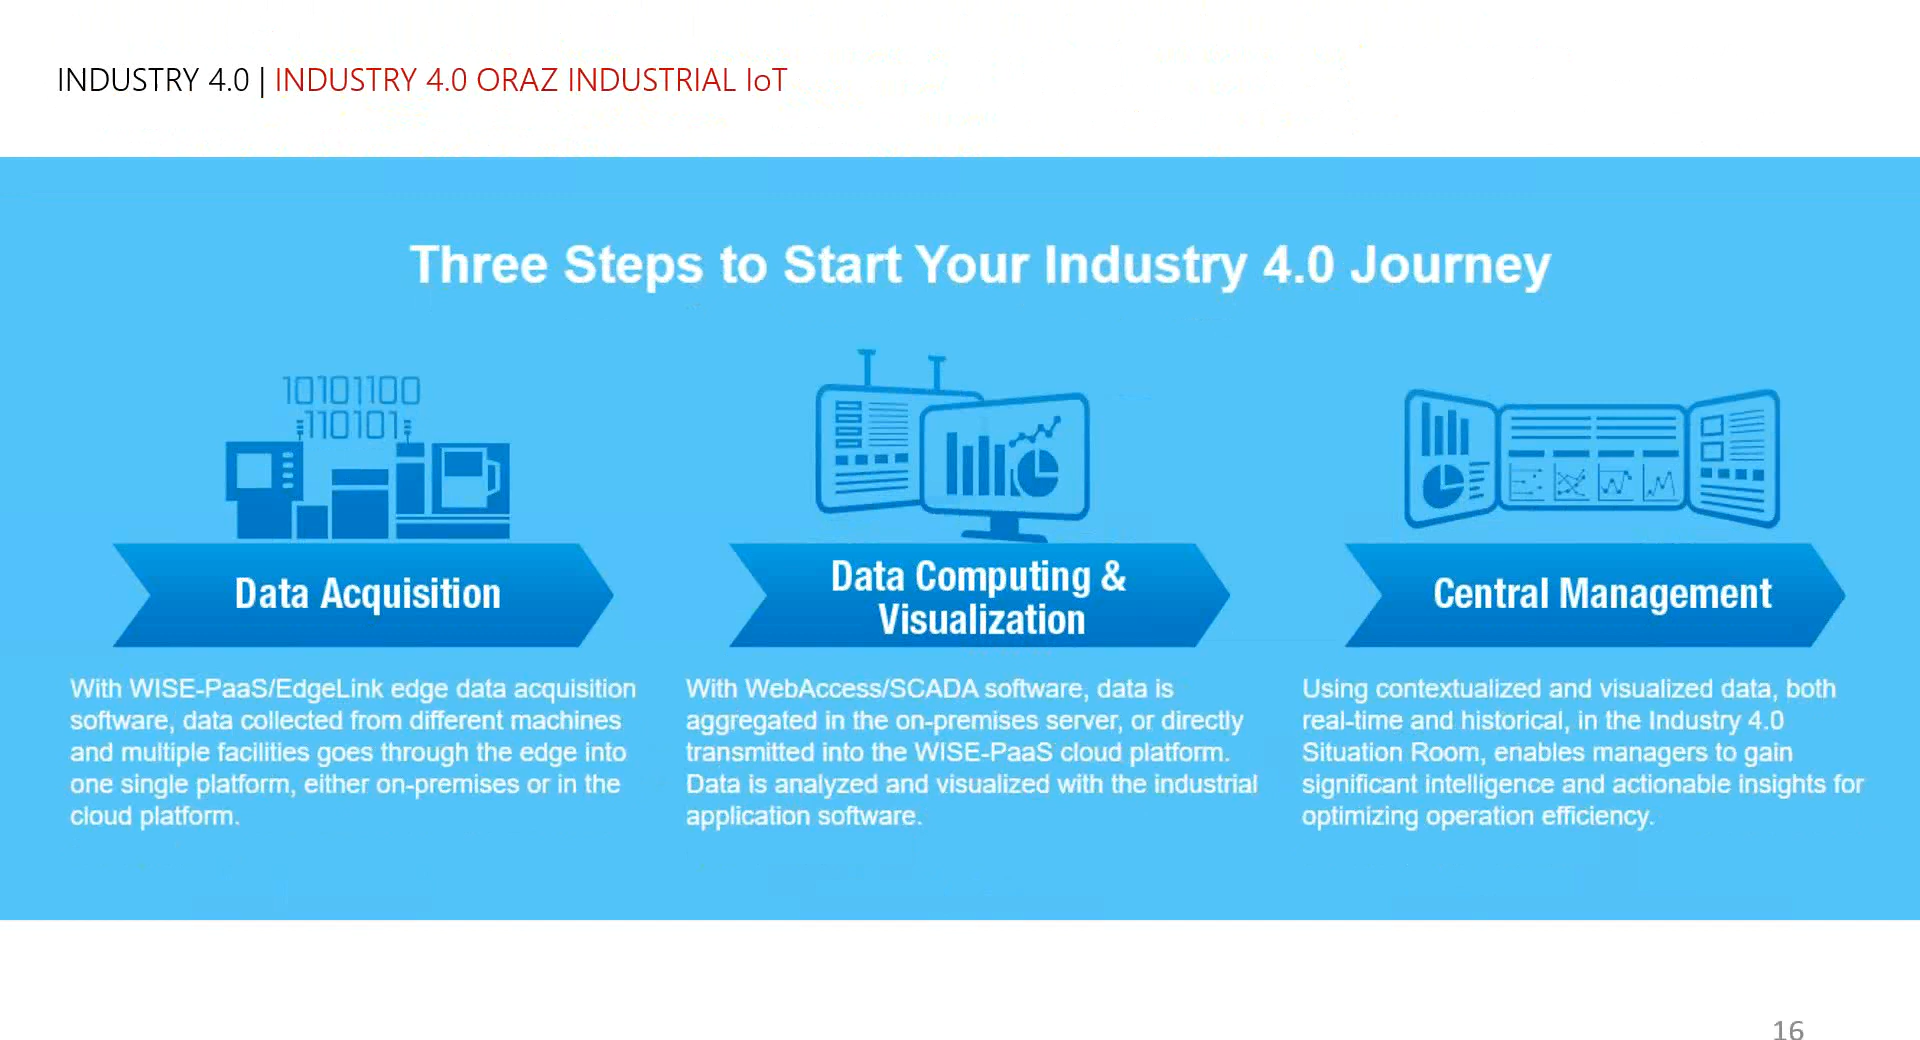 INDUSTRY 4.0 | INDUSTRY 4.0 ORAZ INDUSTRIAL IoT
Three Steps to Start Your Industry 4.0 Journey
10101100
110101
Data Acquisition
With WISE-PaaS/EdgeLink edge data acquisition
software, data collected from different machines
and multiple facilities goes through the edge into
one single platform, either on-premises or in the
cloud platform.
Data Computing &
Visualization
With WebAccess/SCADA software, data is
aggregated in the on-premises server, or directly
transmitted into the WISE-PaaS cloud platform.
Data is analyzed and visualized with the industrial
application software.
Central Management
Using contextualized and visualized data, both
real-time and historical, in the Industry 4.0
Situation Room, enables managers to gain
significant intelligence and actionable insights for
optimizing operation efficiency.
16